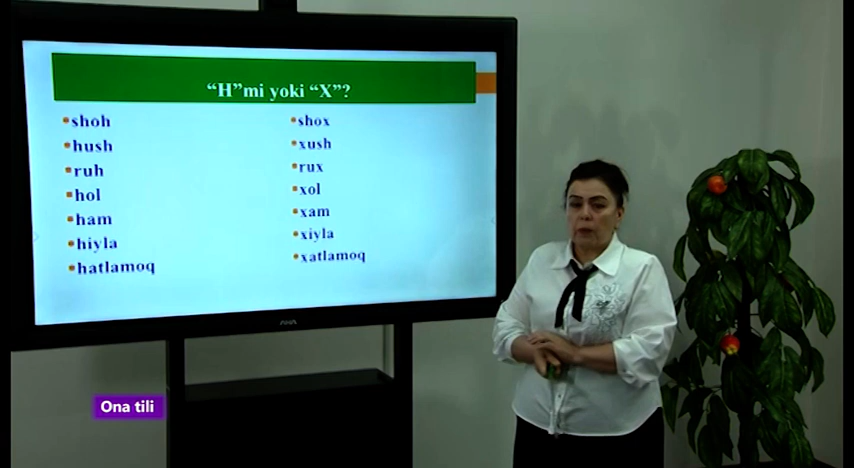 “H”mi yoki “X”?
shoh
hush
ruh
hol
ham
hiyla
hatlamoq
shox
xush
rux
xol
xam
xiyla
xatlamoq
Ona tili